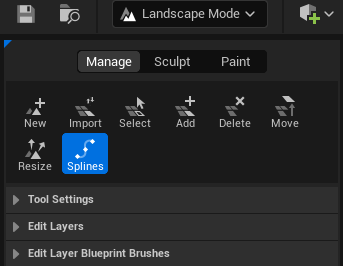 Landscape Mode
Manage Sculpt Paint
New Import Select Add Delete Move
Resize Splines
Tool Settings
Edit Layers
Edit Layer Blueprint Brushes